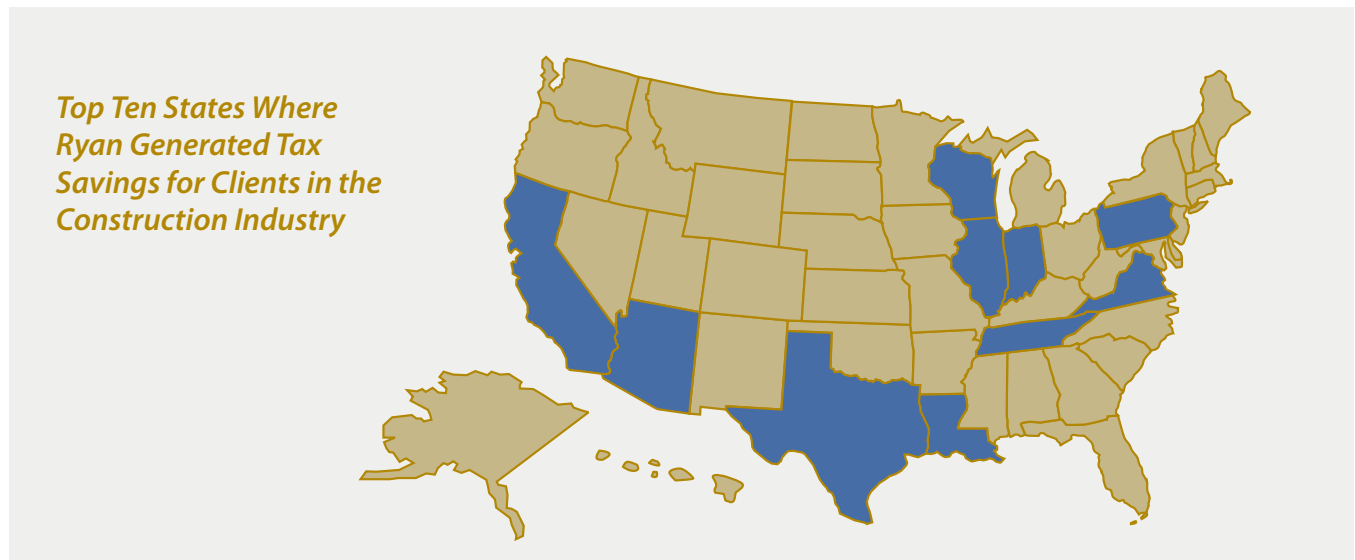 Top Ten States Where
Ryan Generated Tax
Savings for Clients in the
Construction Industry